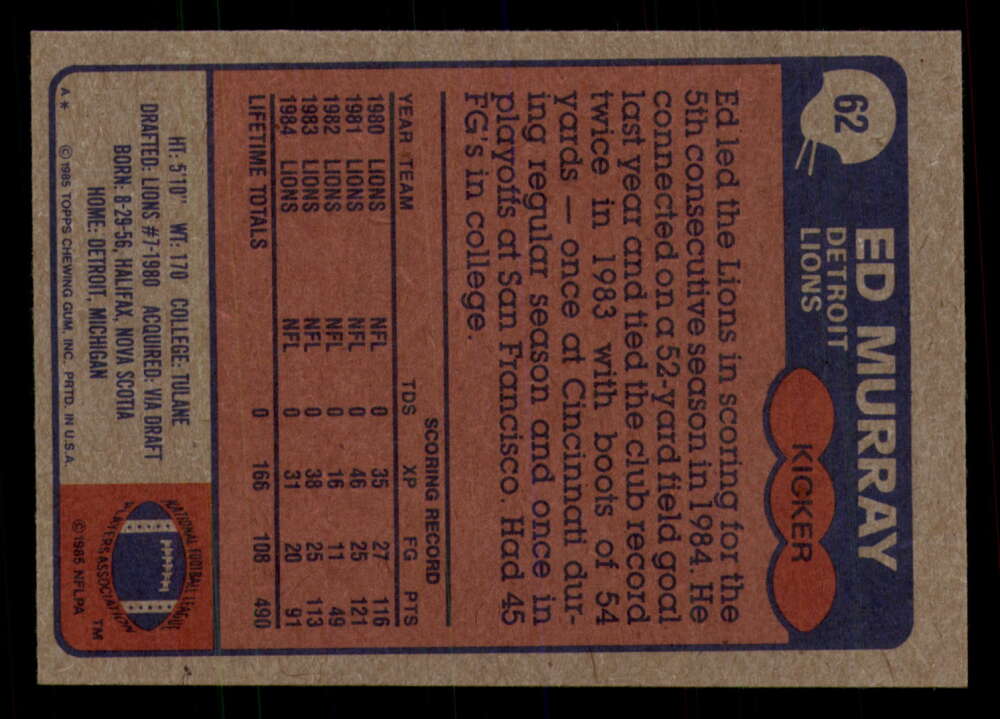 62
ED MURRAY
DETROIT
LIONS
KICKER
Ed led the Lions in scoring for the
5th consecutive season in 1984. He
connected on a 52-yard field goal
last year and tied the club record
twice in 1983 with boots of 54
yards — once at Cincinnati dur-
ing regular season and once in
playoffs at San Francisco. Had 45
FG's in college.
SCORING RECORD
YEAR TEAM TDS XP FG PTS
1980 LIONS NFL 0 35 27 116
1981 LIONS NFL 0 46 25 121
1982 LIONS NFL 0 16 11 49
1983 LIONS NFL 0 38 25 113
1984 LIONS NFL 0 31 20 91
LIFETIME TOTALS 0 166 108 490
HT: 5'10" WT: 170 COLLEGE: TULANE
DRAFTED: LIONS #7-1980 ACQUIRED: VIA DRAFT
BORN: 8-29-56, HALIFAX, NOVA SCOTIA
HOME: DETROIT, MICHIGAN
A* © 1985 TOPPS CHEWING GUM, INC. PRTD. IN U.S.A.
NATIONAL FOOTBALL LEAGUE
PLAYERS ASSOCIATION
TM
© 1985 NFLPA